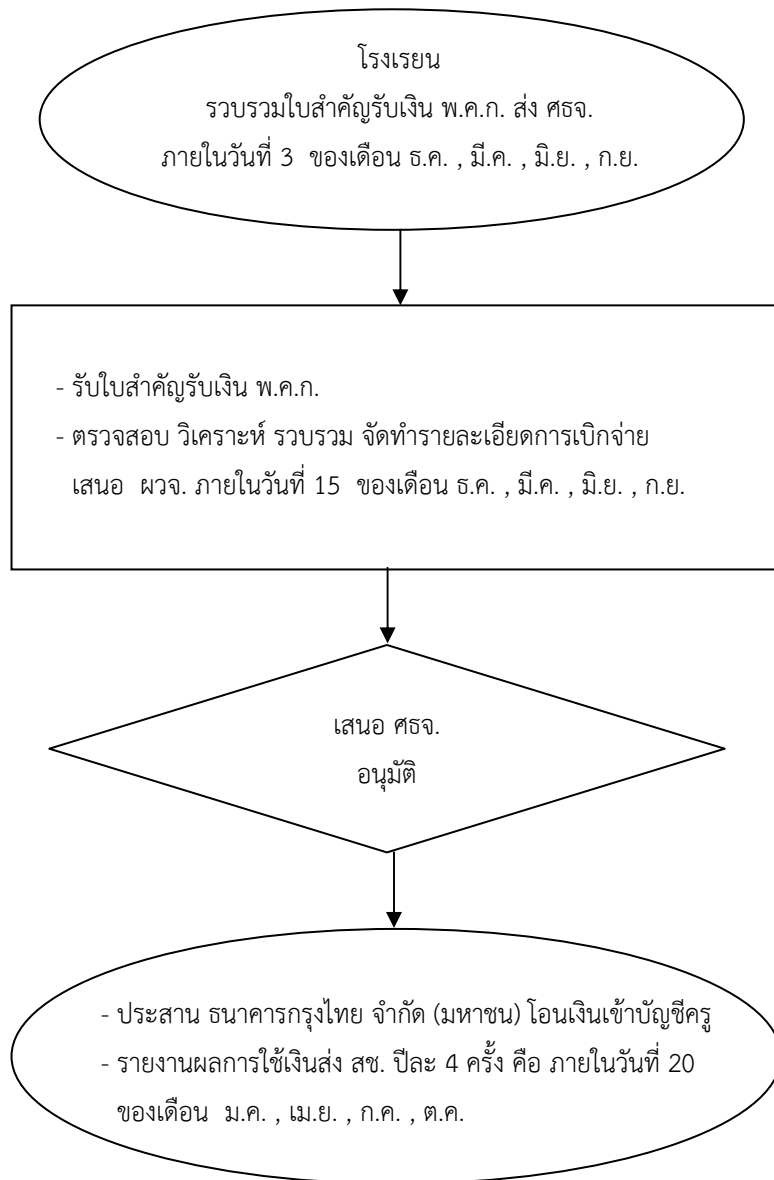 โรงเรียน
รวบรวมใบสำคัญรับเงิน พ.ค.ก. ส่ง ศธจ.
ภายในวันที่ 3 ของเดือน ธ.ค. , มี.ค. , มิ.ย. , ก.ย.
- รับใบสำคัญรับเงิน พ.ค.ก.
- ตรวจสอบ วิเคราะห์ รวบรวม จัดทำรายละเอียดการเบิกจ่าย
เสนอ ผวจ. ภายในวันที่ 15 ของเดือน ธ.ค. , มี.ค. , มิ.ย. , ก.ย.
เสนอ ศธจ.
อนุมัติ
- ประสาน ธนาคารกรุงไทย จำกัด (มหาชน) โอนเงินเข้าบัญชีครู
- รายงานผลการใช้เงินส่ง สช. ปีละ 4 ครั้ง คือ ภายในวันที่ 20
ของเดือน ม.ค. , เม.ย. , ก.ค. , ต.ค.